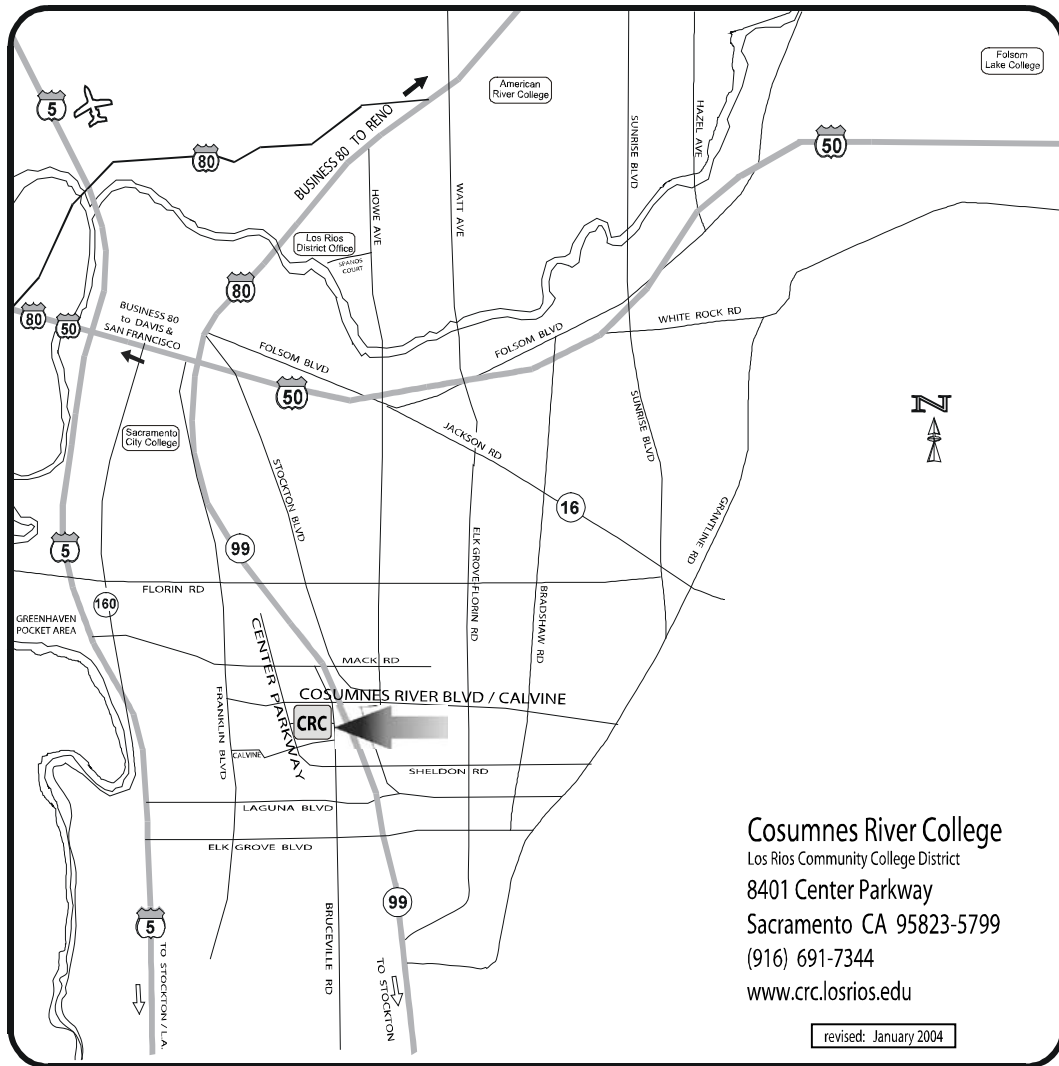 Folsom
Lake College
5
American
River College
80
BUSINESS 80 TO RENO
SUNRISE BLVD
HAZEL AVE
50
HOWE AVE
WATT AVE
Los Rios
District Office
SPANOS
COURT
80
80
50
BUSINESS 80
to DAVIS &
SAN FRANCISCO
FOLSOM BLVD
FOLSOM BLVD
WHITE ROCK RD
50
N
SUNRISE BLVD
Sacramento
City College
JACKSON RD
STOCKTON BLVD
16
GRANTLINE RD
5
99
ELK GROVE-FLORIN RD
FLORIN RD
BRADSHAW RD
160
GREENHAVEN
POCKET AREA
CENTER PARKWAY
MACK RD
COSUMNES RIVER BLVD / CALVINE
FRANKLIN BLVD
CRC
CALVINE
SHELDON RD
LAGUNA BLVD
ELK GROVE BLVD
99
5
BRUCEVILLE RD
TO STOCKTON / L.A.
TO STOCKTON
Cosumnes River College
Los Rios Community College District
8401 Center Parkway
Sacramento CA 95823-5799
(916) 691-7344
www.crc.losrios.edu
revised: January 2004